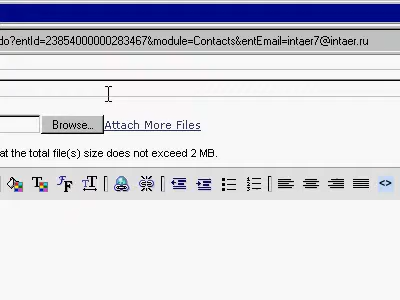 do?entId=23854000000283467&module=Contacts&entEmail=intaer7@intaer.ru
Browse... Attach More Files
at the total file(s) size does not exceed 2 MB.